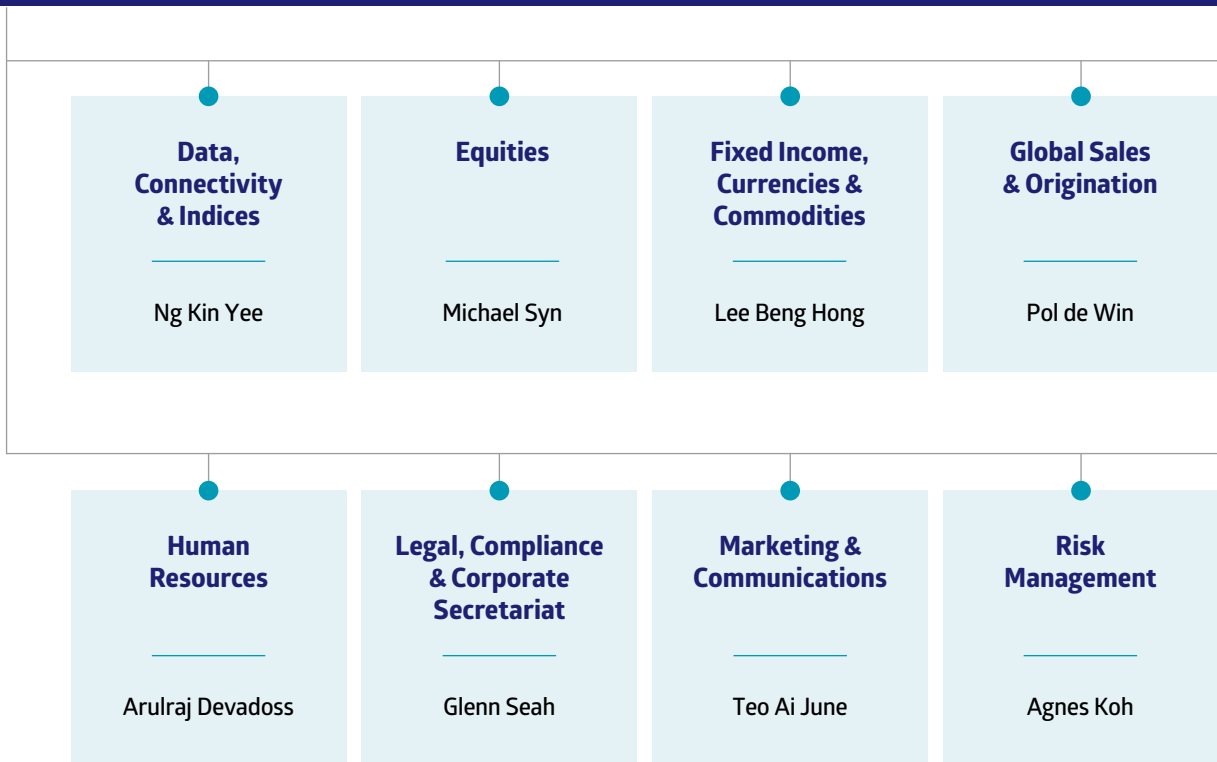 Data,
Connectivity
& Indices
Ng Kin Yee
Equities
Michael Syn
Fixed Income,
Currencies &
Commodities
Lee Beng Hong
Global Sales
& Origination
Pol de Win
Human
Resources
Arulraj Devadoss
Legal, Compliance
& Corporate
Secretariat
Glenn Seah
Marketing &
Communications
Teo Ai June
Risk
Management
Agnes Koh